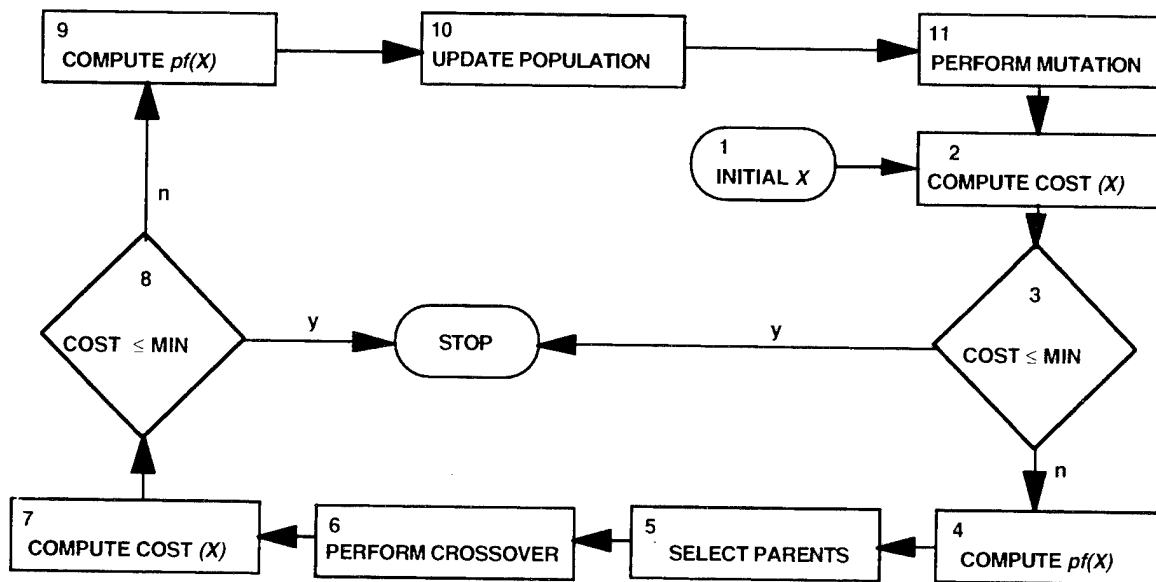 9
COMPUTE pf(X)
10
UPDATE POPULATION
11
PERFORM MUTATION
1
INITIAL X
2
COMPUTE COST (X)
n
8
COST ≤ MIN
y
STOP
y
3
COST ≤ MIN
n
7
COMPUTE COST (X)
6
PERFORM CROSSOVER
5
SELECT PARENTS
4
COMPUTE pf(X)